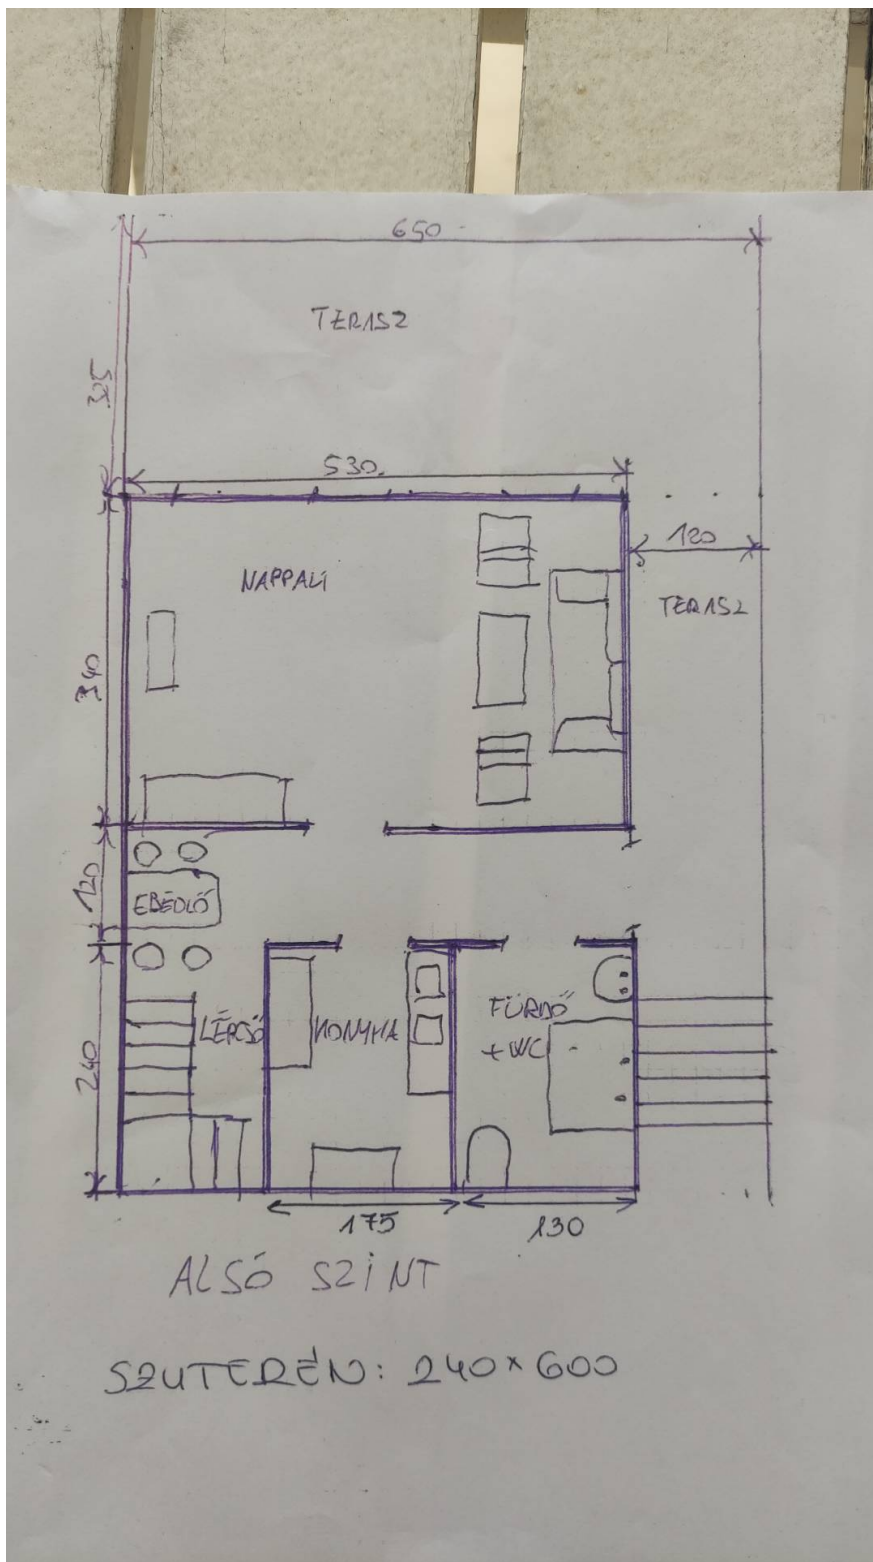 650
TERASZ
325
530.
120
NAPPALI
TERASZ
340
120
EBÉDLŐ
LÉPCSŐ
KONYHA
FÜRDŐ
+ WC
240
175
130
ALSÓ SZINT
SZUTERÉN: 240 × 600